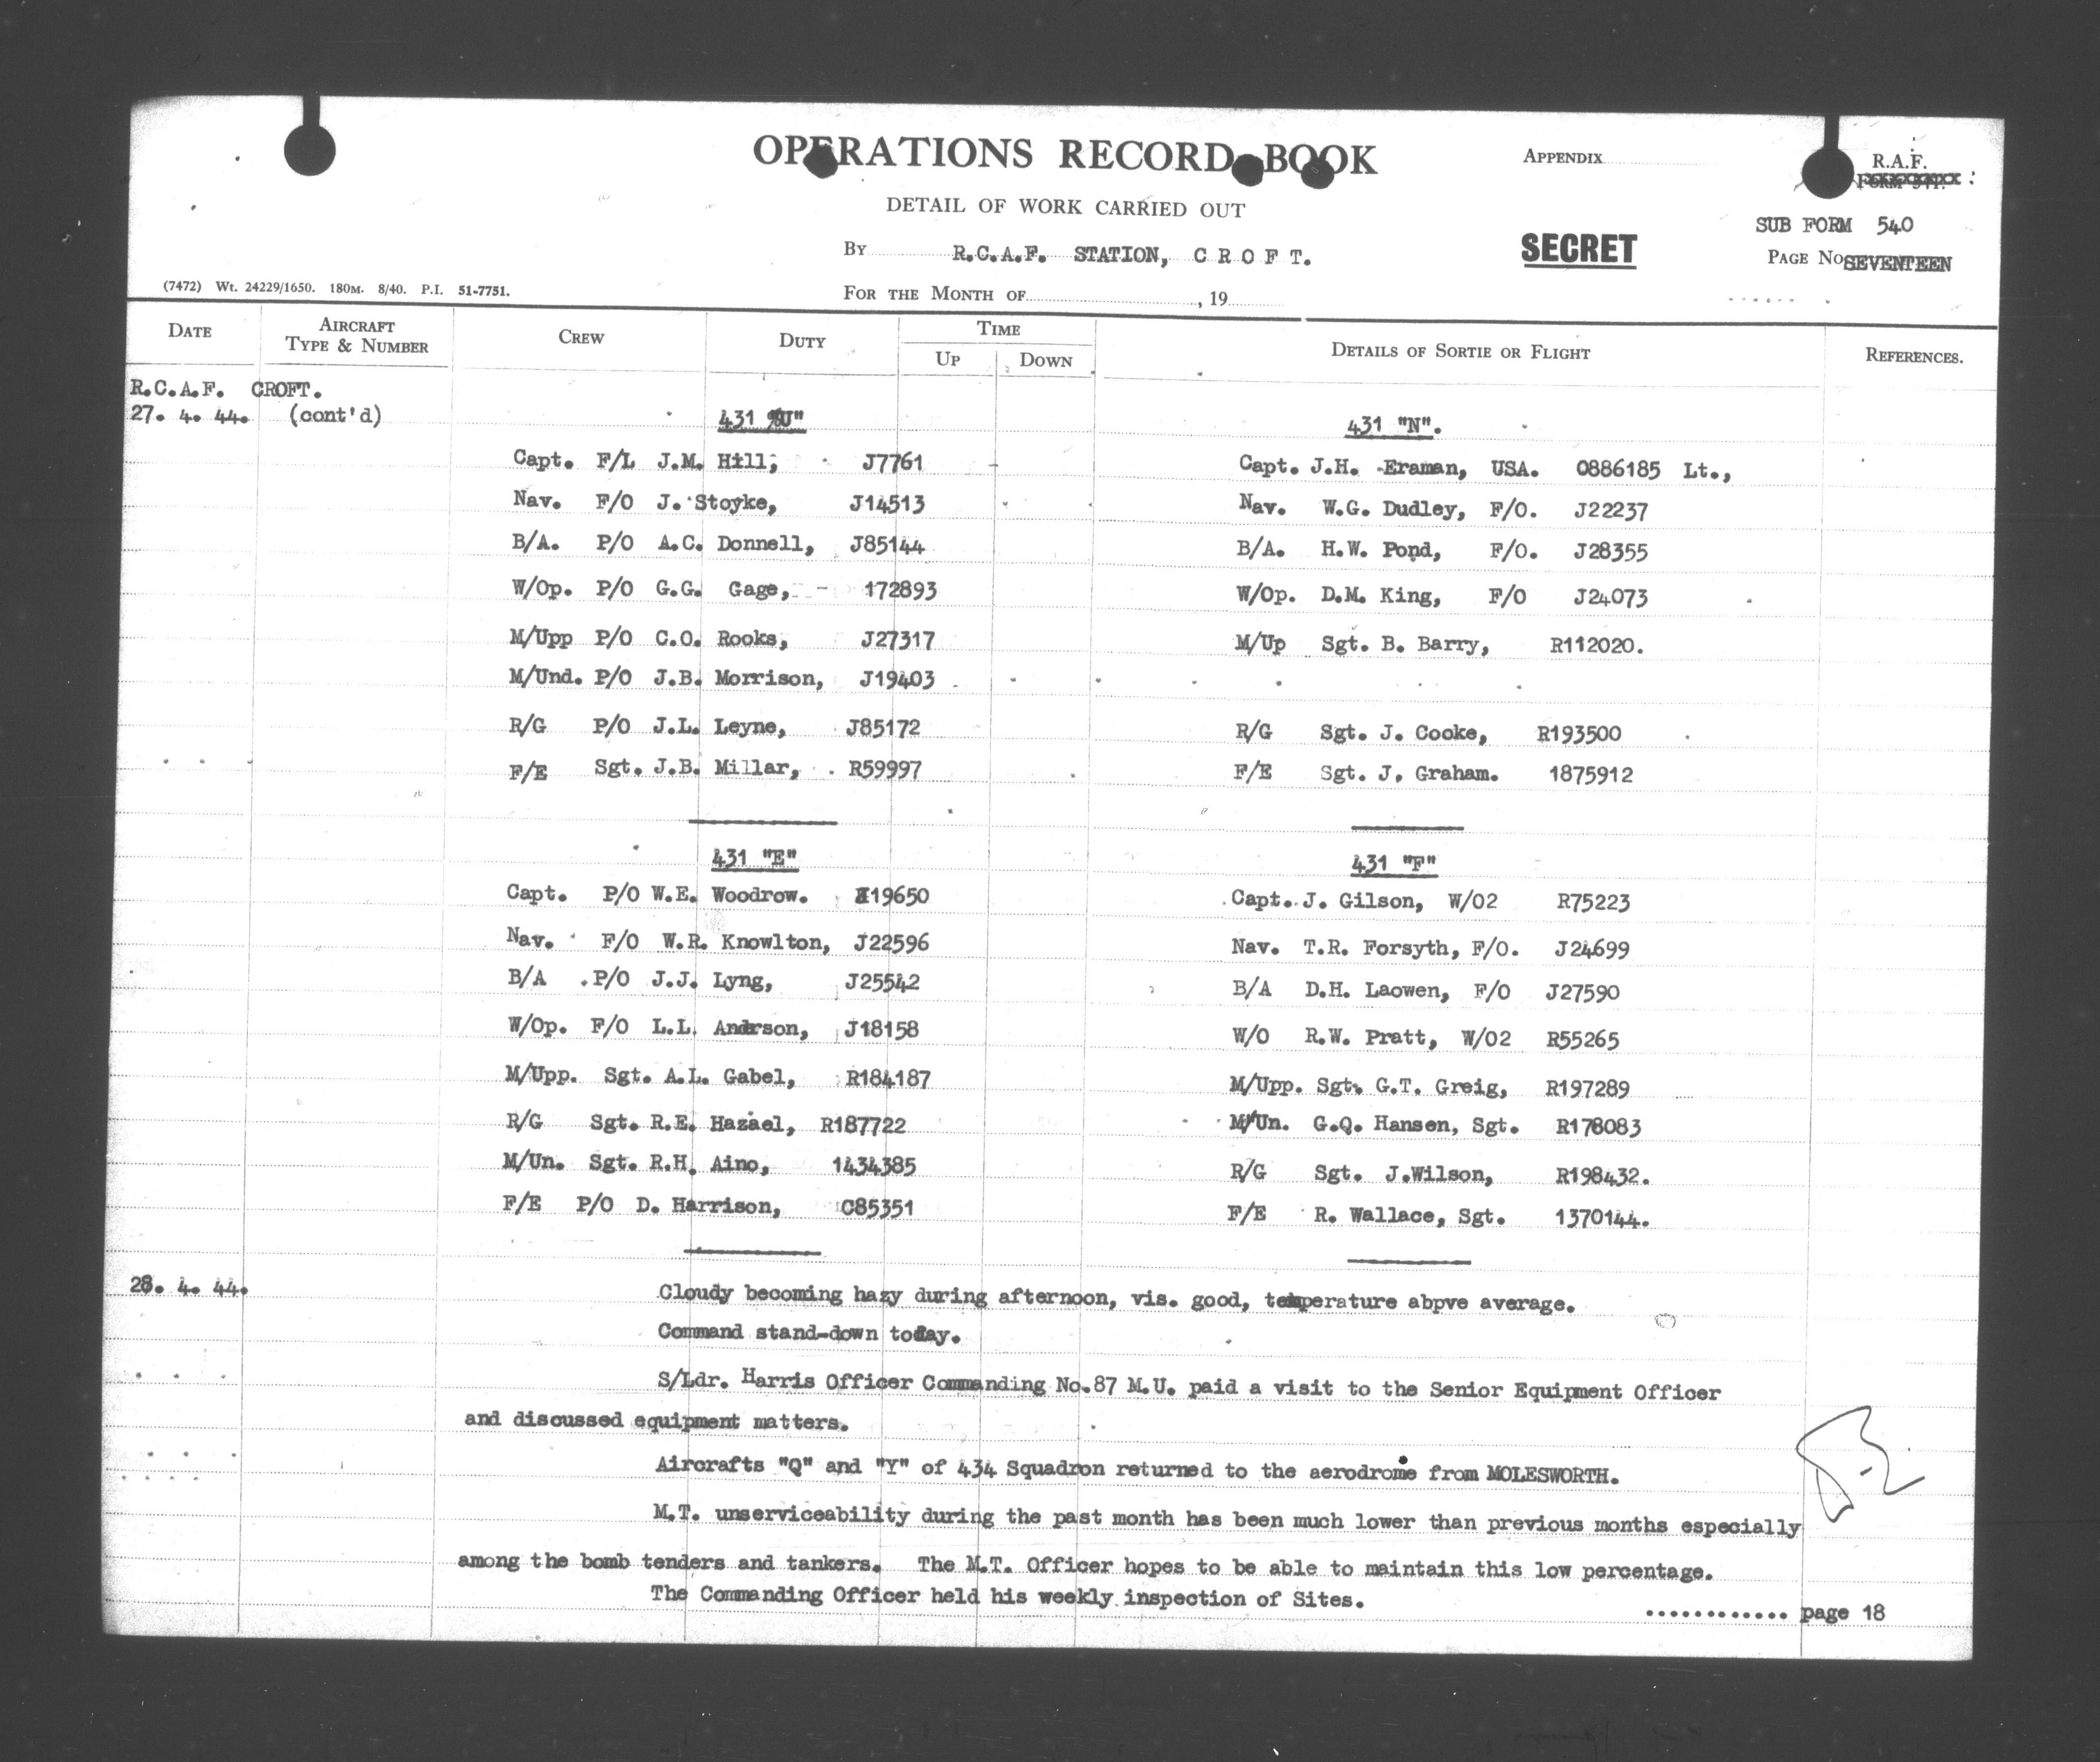 OPERATIONS RECORD BOOK
APPENDIX
R.A.F.
FORM 541.
DETAIL OF WORK CARRIED OUT
SUB FORM 540
By R.C.A.F. STATION, C R O F T.
SECRET
PAGE No SEVENTEEN
(7472) Wt. 24229/1650. 180M. 8/40. P.I. 51-7751.
FOR THE MONTH OF , 19
DATE AIRCRAFT TYPE & NUMBER CREW DUTY TIME UP DOWN DETAILS OF SORTIE OR FLIGHT REFERENCES.
R.C.A.F. CROFT.
27. 4. 44. (cont'd)
431 "U"
Capt. F/L J.M. Hill, J7761
Nav. F/O J. Stoyke, J14513
B/A. P/O A.C. Donnell, J85144
W/Op. P/O G.G. Gage, - 172893
M/Upp P/O C.O. Rooks, J27317
M/Und. P/O J.B. Morrison, J19403
R/G P/O J.L. Leyne, J85172
F/E Sgt. J.B. Millar, R59997
431 "N".
Capt. J.H. Eraman, USA. 0886185 Lt.,
Nav. W.G. Dudley, F/O. J22237
B/A. H.W. Pond, F/O. J28355
W/Op. D.M. King, F/O J24073
M/Up Sgt. B. Barry, R112020.
R/G Sgt. J. Cooke, R193500
F/E Sgt. J. Graham. 1875912
431 "E"
Capt. P/O W.E. Woodrow. 19650
Nav. F/O W.R. Knowlton, J22596
B/A P/O J.J. Lyng, J25542
W/Op. F/O L.L. Anderson, J18158
M/Upp. Sgt. A.L. Gabel, R184187
R/G Sgt. R.E. Hazael, R187722
M/Un. Sgt. R.H. Aino, 1434385
F/E P/O D. Harrison, C85351
431 "F"
Capt. J. Gilson, W/O2 R75223
Nav. T.R. Forsyth, F/O. J24699
B/A D.H. Laowen, F/O J27590
W/O R.W. Pratt, W/O2 R55265
M/Upp. Sgt. G.T. Greig, R197289
M/Un. G.Q. Hansen, Sgt. R178083
R/G Sgt. J.Wilson, R198432.
F/E R. Wallace, Sgt. 1370144.
28. 4. 44.
Cloudy becoming hazy during afternoon, vis. good, temperature abpve average.
Command stand-down today.
S/Ldr. Harris Officer Commanding No.87 M.U. paid a visit to the Senior Equipment Officer
and discussed equipment matters.
Aircrafts "Q" and "Y" of 434 Squadron returned to the aerodrome from MOLESWORTH.
M.T. unserviceability during the past month has been much lower than previous months especially
among the bomb tenders and tankers. The M.T. Officer hopes to be able to maintain this low percentage.
The Commanding Officer held his weekly inspection of Sites.
............ page 18